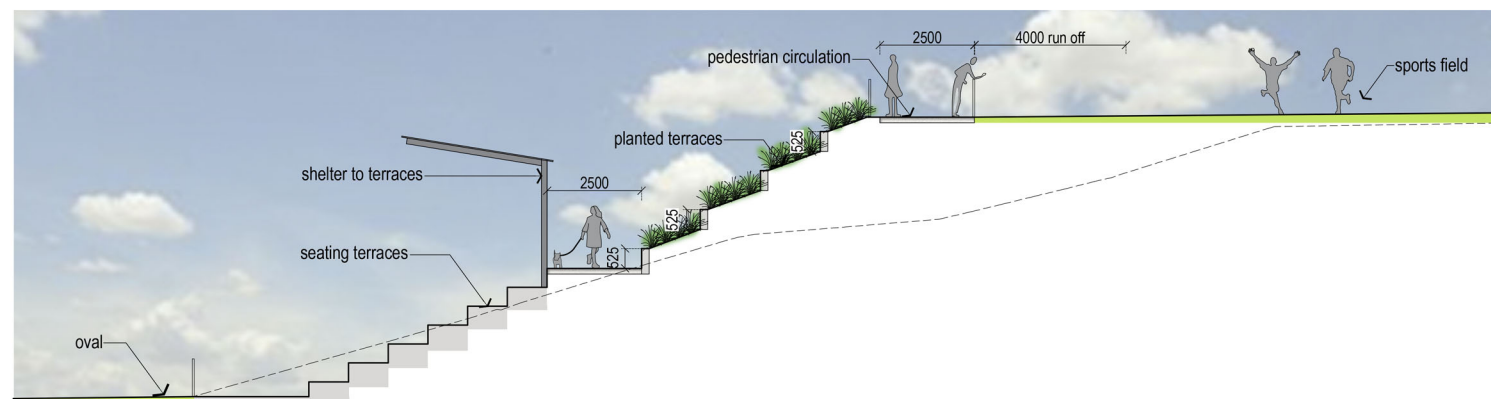 2500
4000 run off
pedestrian circulation
sports field
planted terraces
525
shelter to terraces
2500
525
seating terraces
525
oval